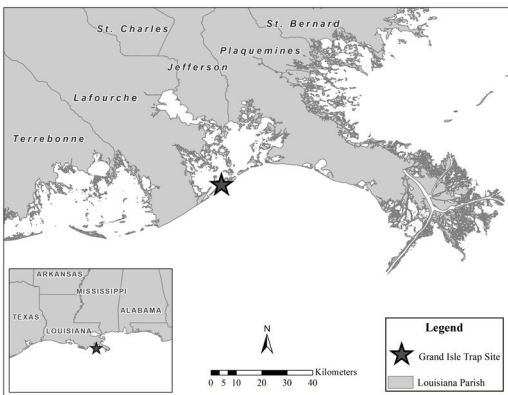 St. Charles
St. Bernard
Plaquemines
Jefferson
Lafourche
Terrebonne
ARKANSAS
MISSISSIPPI
TEXAS
ALABAMA
LOUISIANA
N
Kilometers
0 5 10 20 30 40
Legend
Grand Isle Trap Site
Louisiana Parish